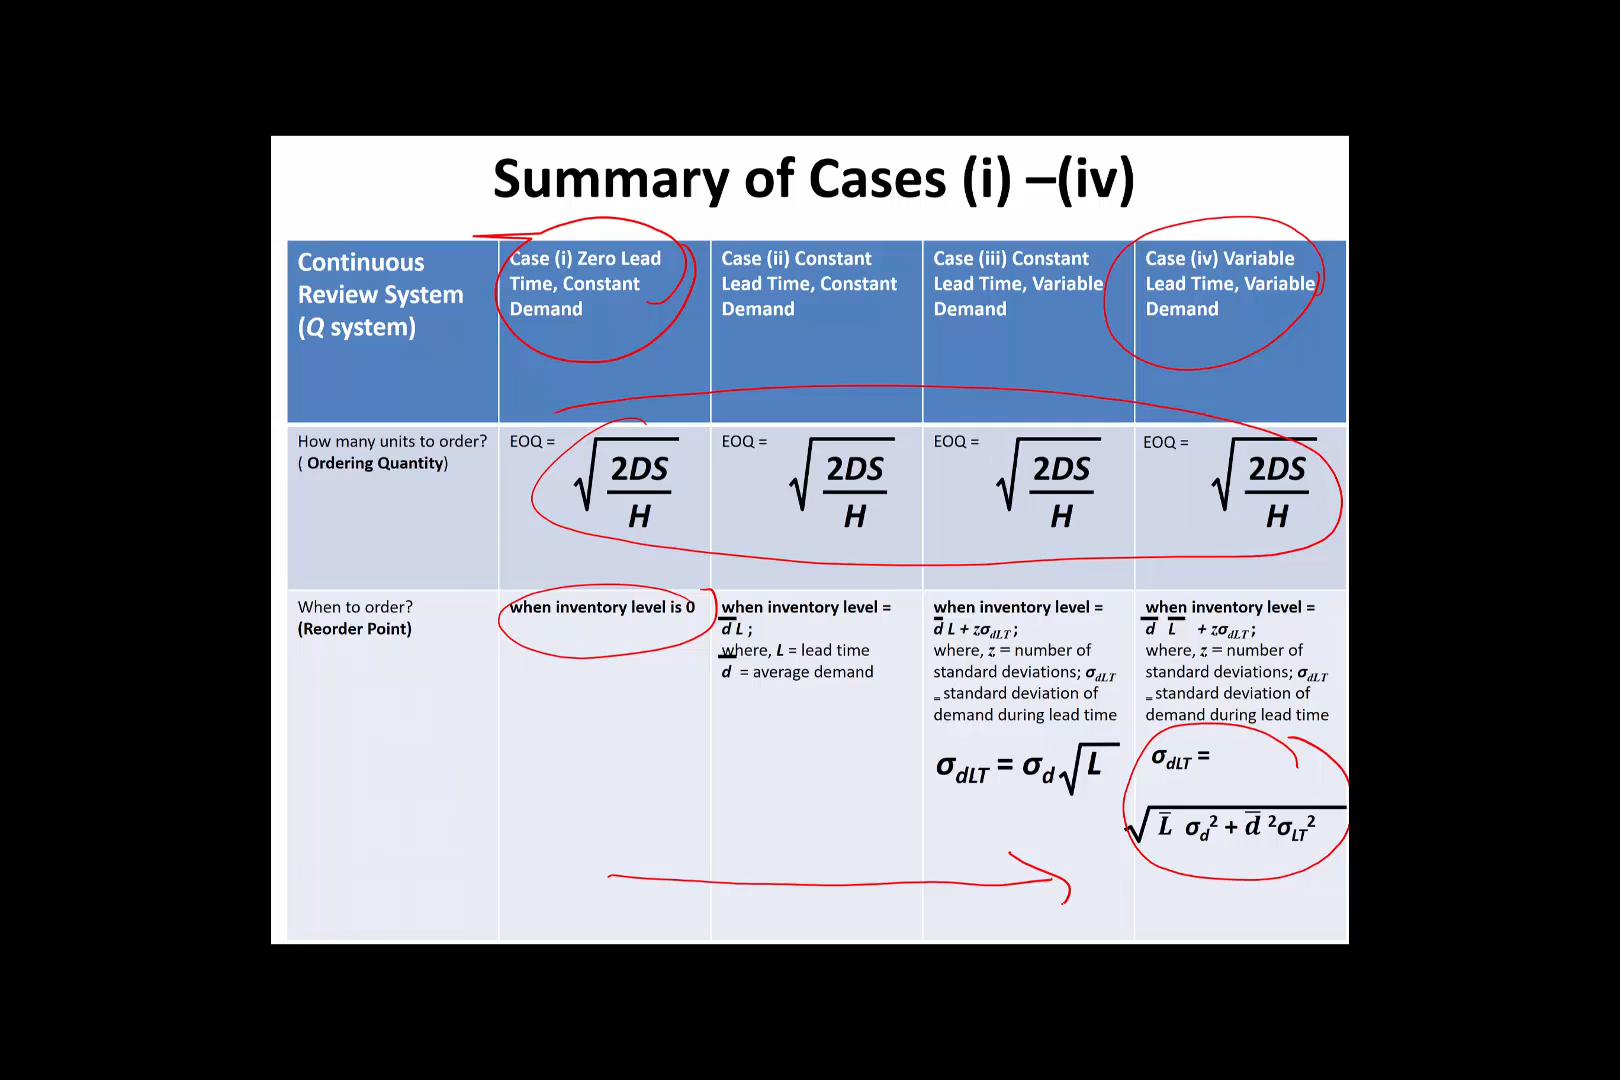 Summary of Cases (i) –(iv)
Continuous
Review System
(Q system)
Case (i) Zero Lead
Time, Constant
Demand
Case (ii) Constant
Lead Time, Constant
Demand
Case (iii) Constant
Lead Time, Variable
Demand
Case (iv) Variable
Lead Time, Variable
Demand
How many units to order?
( Ordering Quantity)
EOQ = √(2DS/H)
EOQ = √(2DS/H)
EOQ = √(2DS/H)
EOQ = √(2DS/H)
When to order?
(Reorder Point)
when inventory level is 0
when inventory level =
d̅ L ;
where, L = lead time
d̅ = average demand
when inventory level =
d̅ L + zσdLT ;
where, z = number of
standard deviations; σdLT
= standard deviation of
demand during lead time
σdLT = σd√L
when inventory level =
d̅ L̅ + zσdLT ;
where, z = number of
standard deviations; σdLT
= standard deviation of
demand during lead time
σdLT =
√(L̅ σd² + d̅ ²σLT²)